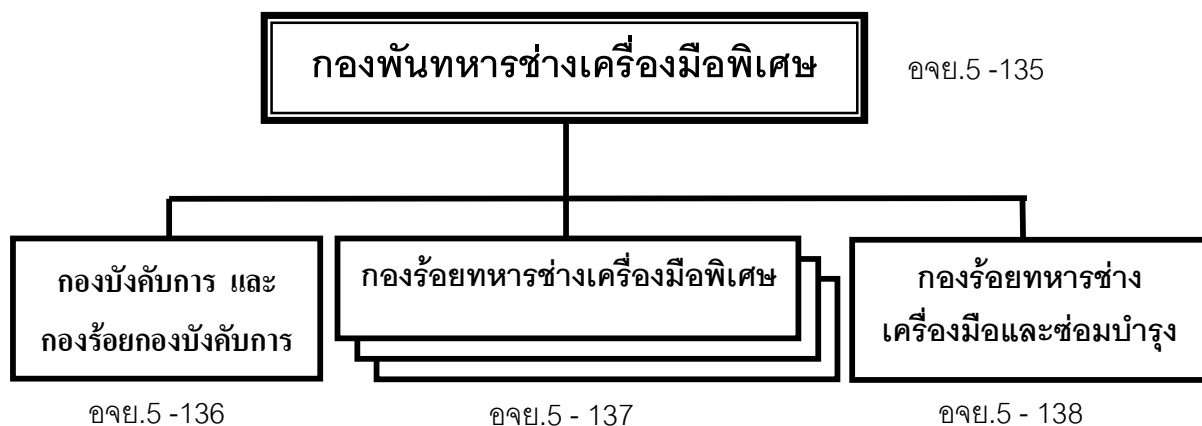 กองพันทหารช่างเครื่องมือพิเศษ
อจย.5 -135
กองบังคับการ และ
กองร้อยกองบังคับการ
กองร้อยทหารช่างเครื่องมือพิเศษ
กองร้อยทหารช่าง
เครื่องมือและซ่อมบำรุง
อจย.5 -136
อจย.5 - 137
อจย.5 - 138